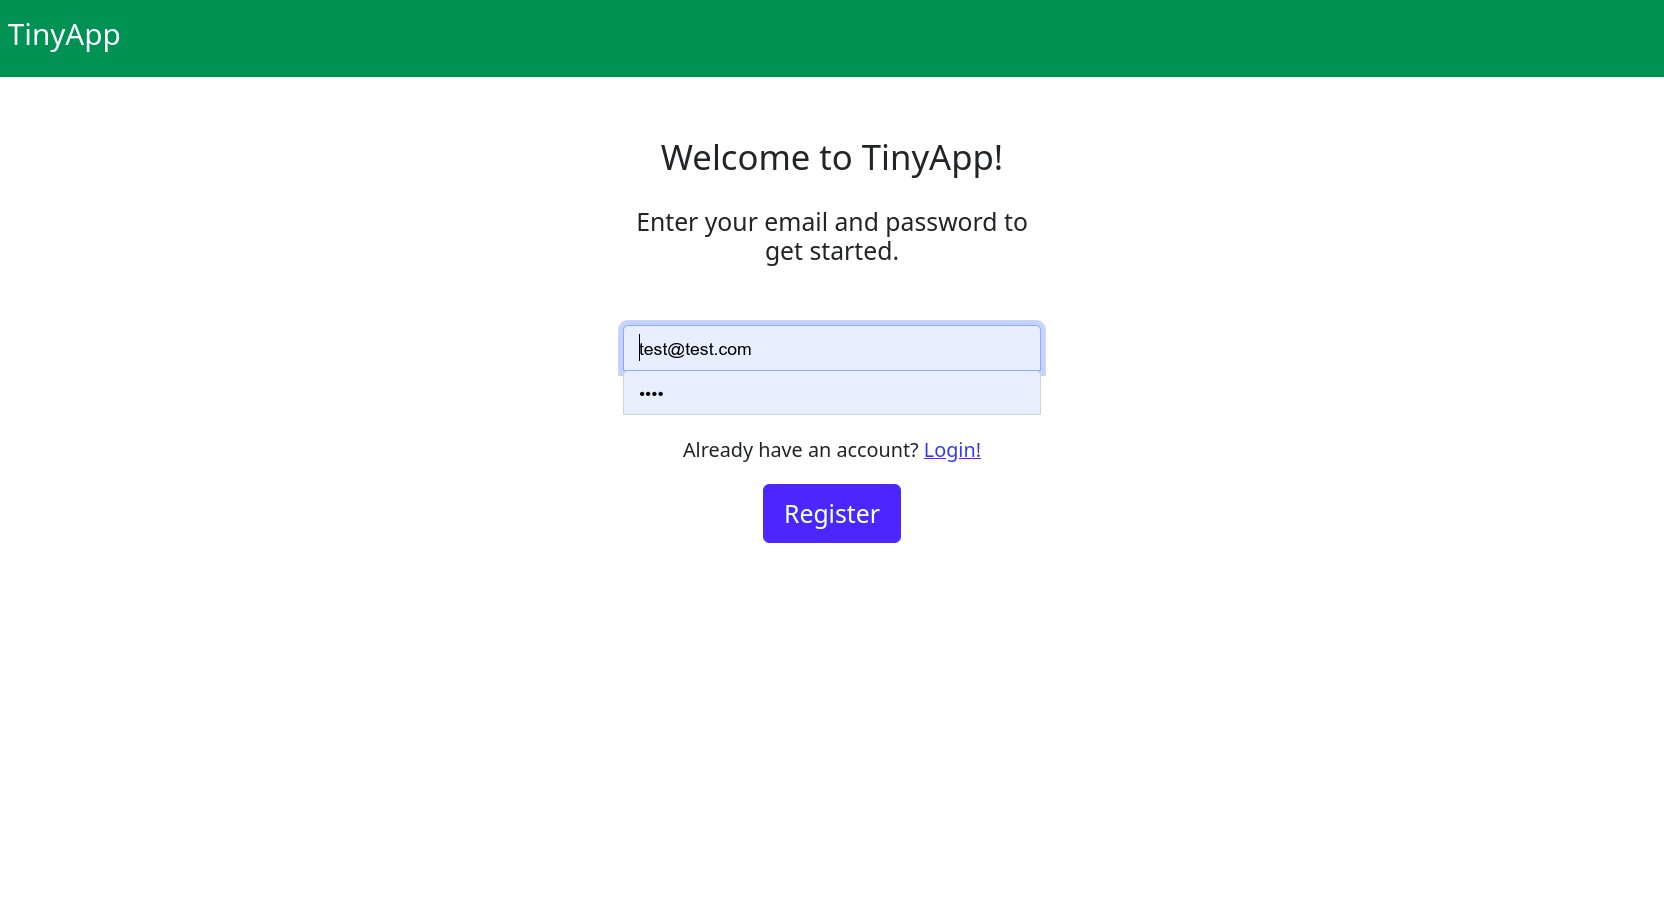 TinyApp
Welcome to TinyApp!
Enter your email and password to
get started.
test@test.com
••••
Already have an account? Login!
Register